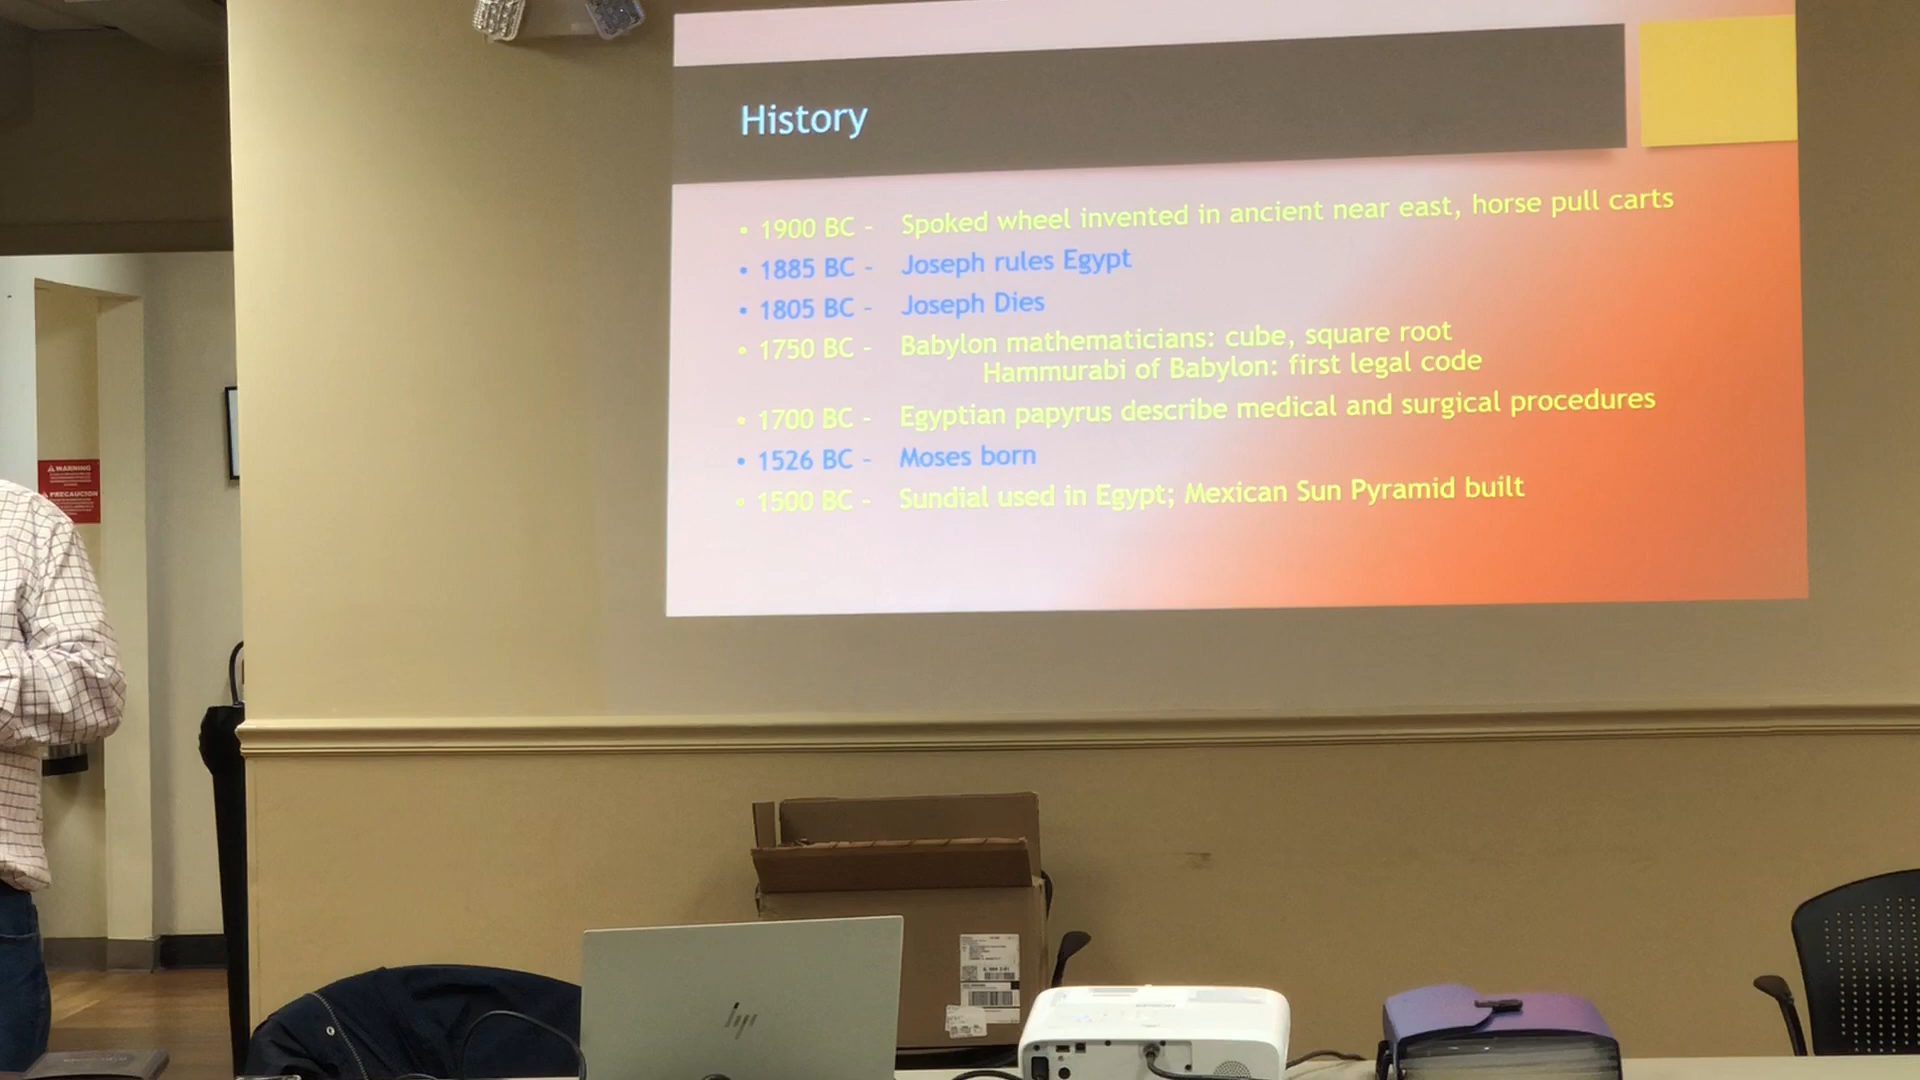 History
• 1900 BC - Spoked wheel invented in ancient near east, horse pull carts
• 1885 BC - Joseph rules Egypt
• 1805 BC - Joseph Dies
• 1750 BC - Babylon mathematicians: cube, square root
Hammurabi of Babylon: first legal code
• 1700 BC - Egyptian papyrus describe medical and surgical procedures
• 1526 BC - Moses born
• 1500 BC - Sundial used in Egypt; Mexican Sun Pyramid built
WARNING
PRECAUCION
hp